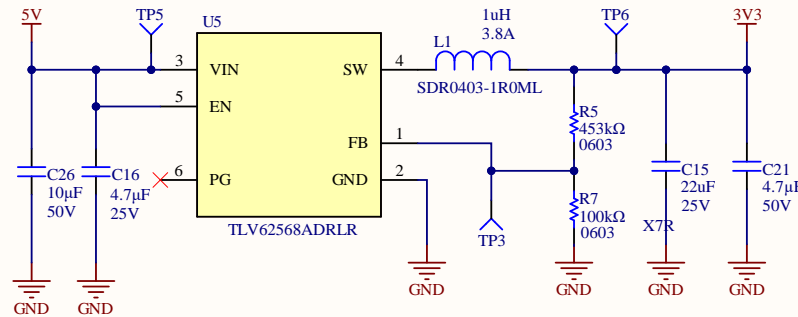 5V
TP5
U5
1uH
3.8A
L1
TP6
3V3
3
VIN
SW
4
SDR0403-1R0ML
5
EN
R5
453kΩ
0603
FB
1
C26
10µF
50V
C16
4.7µF
25V
6
PG
GND
2
C15
22uF
25V
X7R
C21
4.7µF
50V
R7
100kΩ
0603
TLV62568ADRLR
TP3
GND
GND
GND
GND
GND
GND